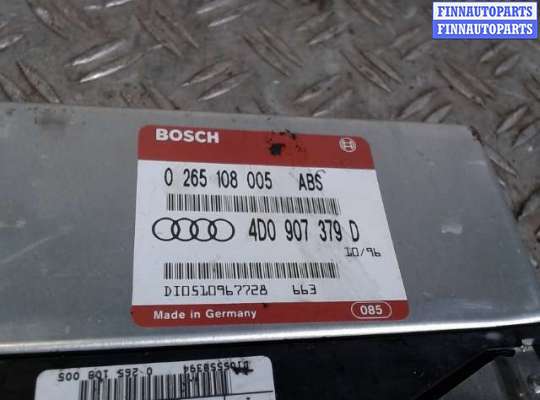 FINNAUTOPARTS
FINNAUTOPARTS
BOSCH
0 265 108 005 ABS
4D0 907 379 D
10/96
DIO510967728 663
Made in Germany 085
0 265 108 005